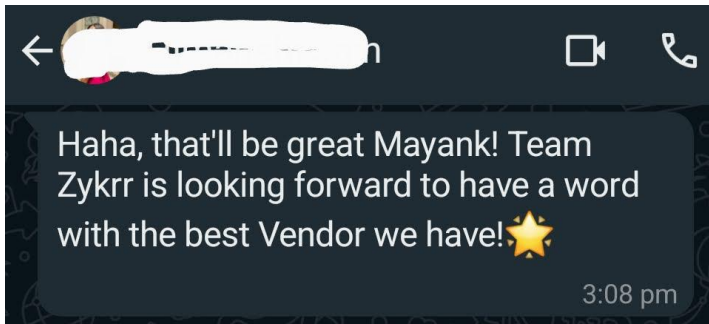 Haha, that'll be great Mayank! Team
Zykrr is looking forward to have a word
with the best Vendor we have!🌟
3:08 pm